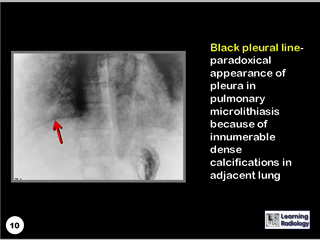 Black pleural line-
paradoxical
appearance of
pleura in
pulmonary
microlithiasis
because of
innumerable
dense
calcifications in
adjacent lung
10
Learning
Radiology